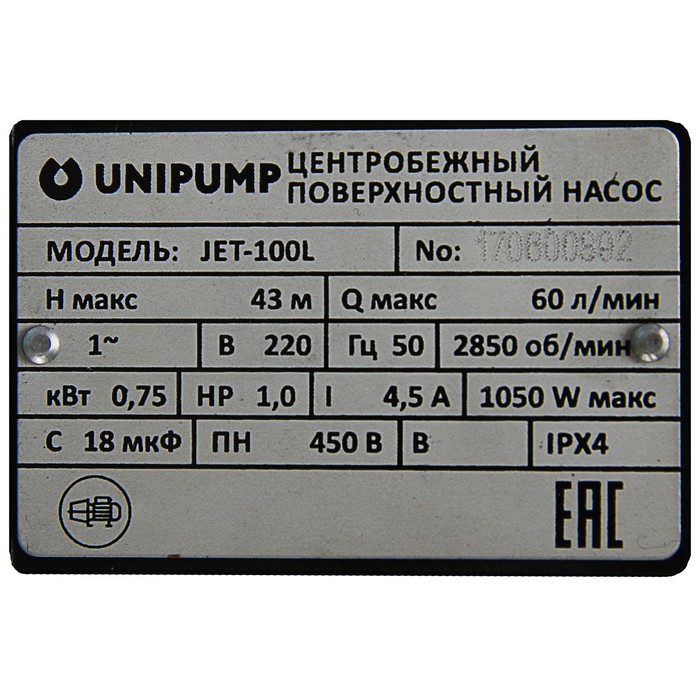 UNIPUMP ЦЕНТРОБЕЖНЫЙ
ПОВЕРХНОСТНЫЙ НАСОС
МОДЕЛЬ: JET-100L No: 170600892
H макс 43 м Q макс 60 л/мин
1~ В 220 Гц 50 2850 об/мин
кВт 0,75 HP 1,0 I 4,5 А 1050 W макс
С 18 мкФ ПН 450 В В IPX4
EAC